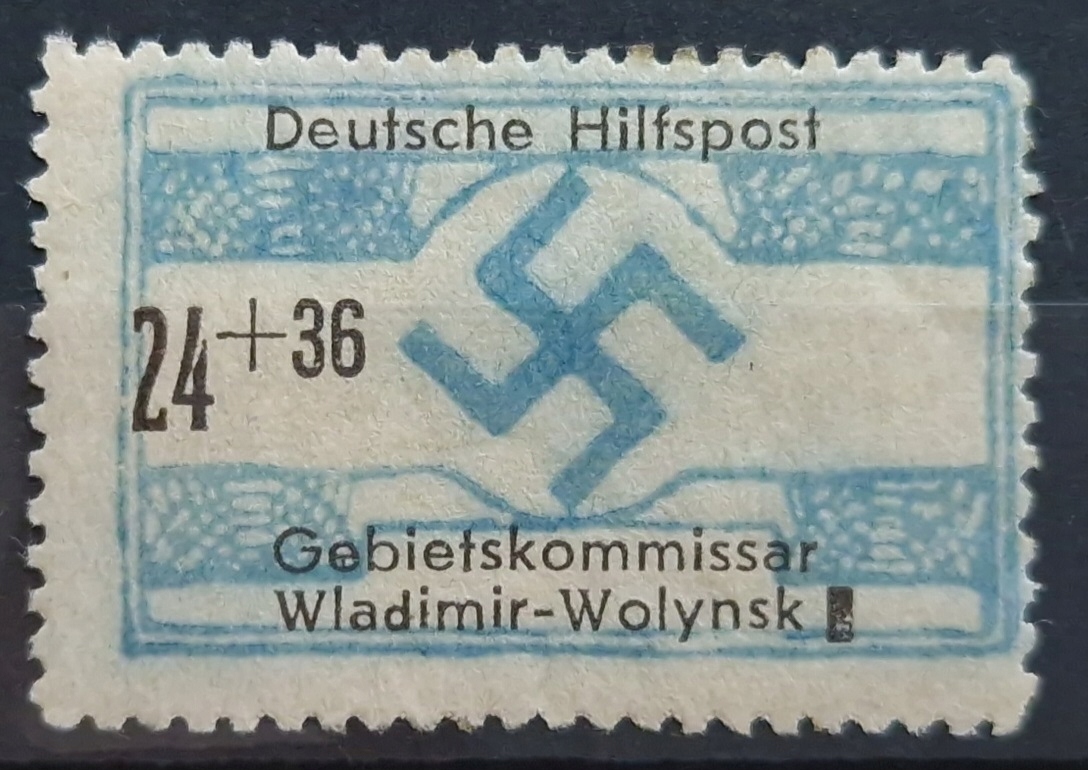 Deutsche Hilfspost
24+36
Gebietskommissar
Wladimir-Wolynsk